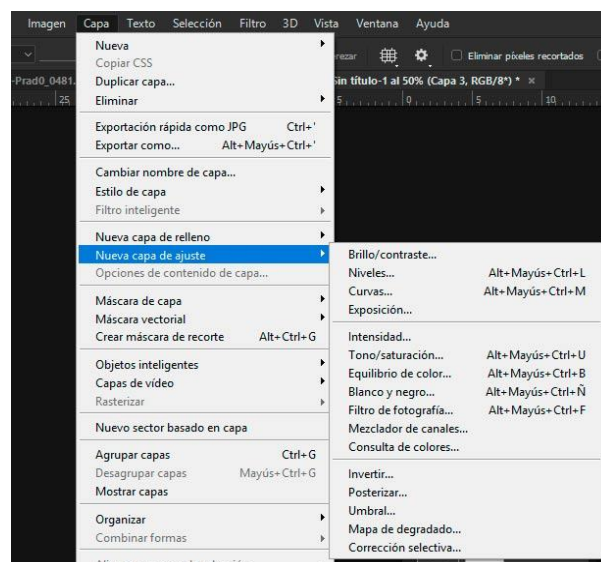 Imagen Capa Texto Selección Filtro 3D Vista Ventana Ayuda
Eliminar píxeles recortados
-Prad0_0481. Sin título-1 al 50% (Capa 3, RGB/8*) * ×
25 5 0 5 10
Nueva
Copiar CSS
Duplicar capa...
Eliminar
Exportación rápida como JPG Ctrl+'
Exportar como... Alt+Mayús+Ctrl+'
Cambiar nombre de capa...
Estilo de capa
Filtro inteligente
Nueva capa de relleno
Nueva capa de ajuste
Opciones de contenido de capa...
Máscara de capa
Máscara vectorial
Crear máscara de recorte Alt+Ctrl+G
Objetos inteligentes
Capas de vídeo
Rasterizar
Nuevo sector basado en capa
Agrupar capas Ctrl+G
Desagrupar capas Mayús+Ctrl+G
Mostrar capas
Organizar
Combinar formas
Brillo/contraste...
Niveles... Alt+Mayús+Ctrl+L
Curvas... Alt+Mayús+Ctrl+M
Exposición...
Intensidad...
Tono/saturación... Alt+Mayús+Ctrl+U
Equilibrio de color... Alt+Mayús+Ctrl+B
Blanco y negro... Alt+Mayús+Ctrl+Ñ
Filtro de fotografía... Alt+Mayús+Ctrl+F
Mezclador de canales...
Consulta de colores...
Invertir...
Posterizar...
Umbral...
Mapa de degradado...
Corrección selectiva...